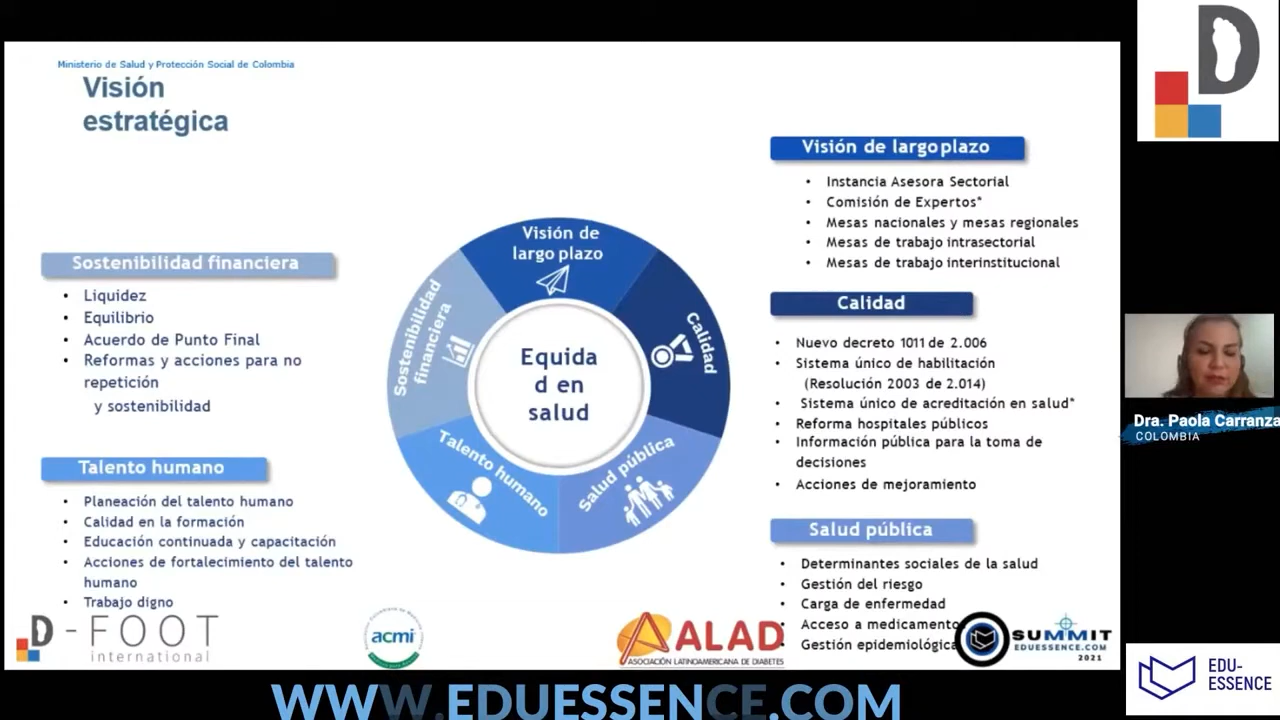 Ministerio de Salud y Protección Social de Colombia
Visión
estratégica
Sostenibilidad financiera
• Liquidez
• Equilibrio
• Acuerdo de Punto Final
• Reformas y acciones para no
repetición
y sostenibilidad
Talento humano
• Planeación del talento humano
• Calidad en la formación
• Educación continuada y capacitación
• Acciones de fortalecimiento del talento
humano
• Trabajo digno
Visión de
largo plazo
Calidad
Salud pública
Talento humano
Sostenibilidad
financiera
Equida
d en
salud
Visión de largo plazo
• Instancia Asesora Sectorial
• Comisión de Expertos*
• Mesas nacionales y mesas regionales
• Mesas de trabajo intrasectorial
• Mesas de trabajo interinstitucional
Calidad
• Nuevo decreto 1011 de 2.006
• Sistema único de habilitación
(Resolución 2003 de 2.014)
• Sistema único de acreditación en salud*
• Reforma hospitales públicos
• Información pública para la toma de
decisiones
• Acciones de mejoramiento
Salud pública
• Determinantes sociales de la salud
• Gestión del riesgo
• Carga de enfermedad
• Acceso a medicamento
• Gestión epidemiológica
D-FOOT
international
acmi
ALAD
ASOCIACIÓN LATINOAMERICANA DE DIABETES
SUMMIT
EDUESSENCE.COM
2021
WWW.EDUESSENCE.COM
D
Dra. Paola Carranza
COLOMBIA
EDU-
ESSENCE